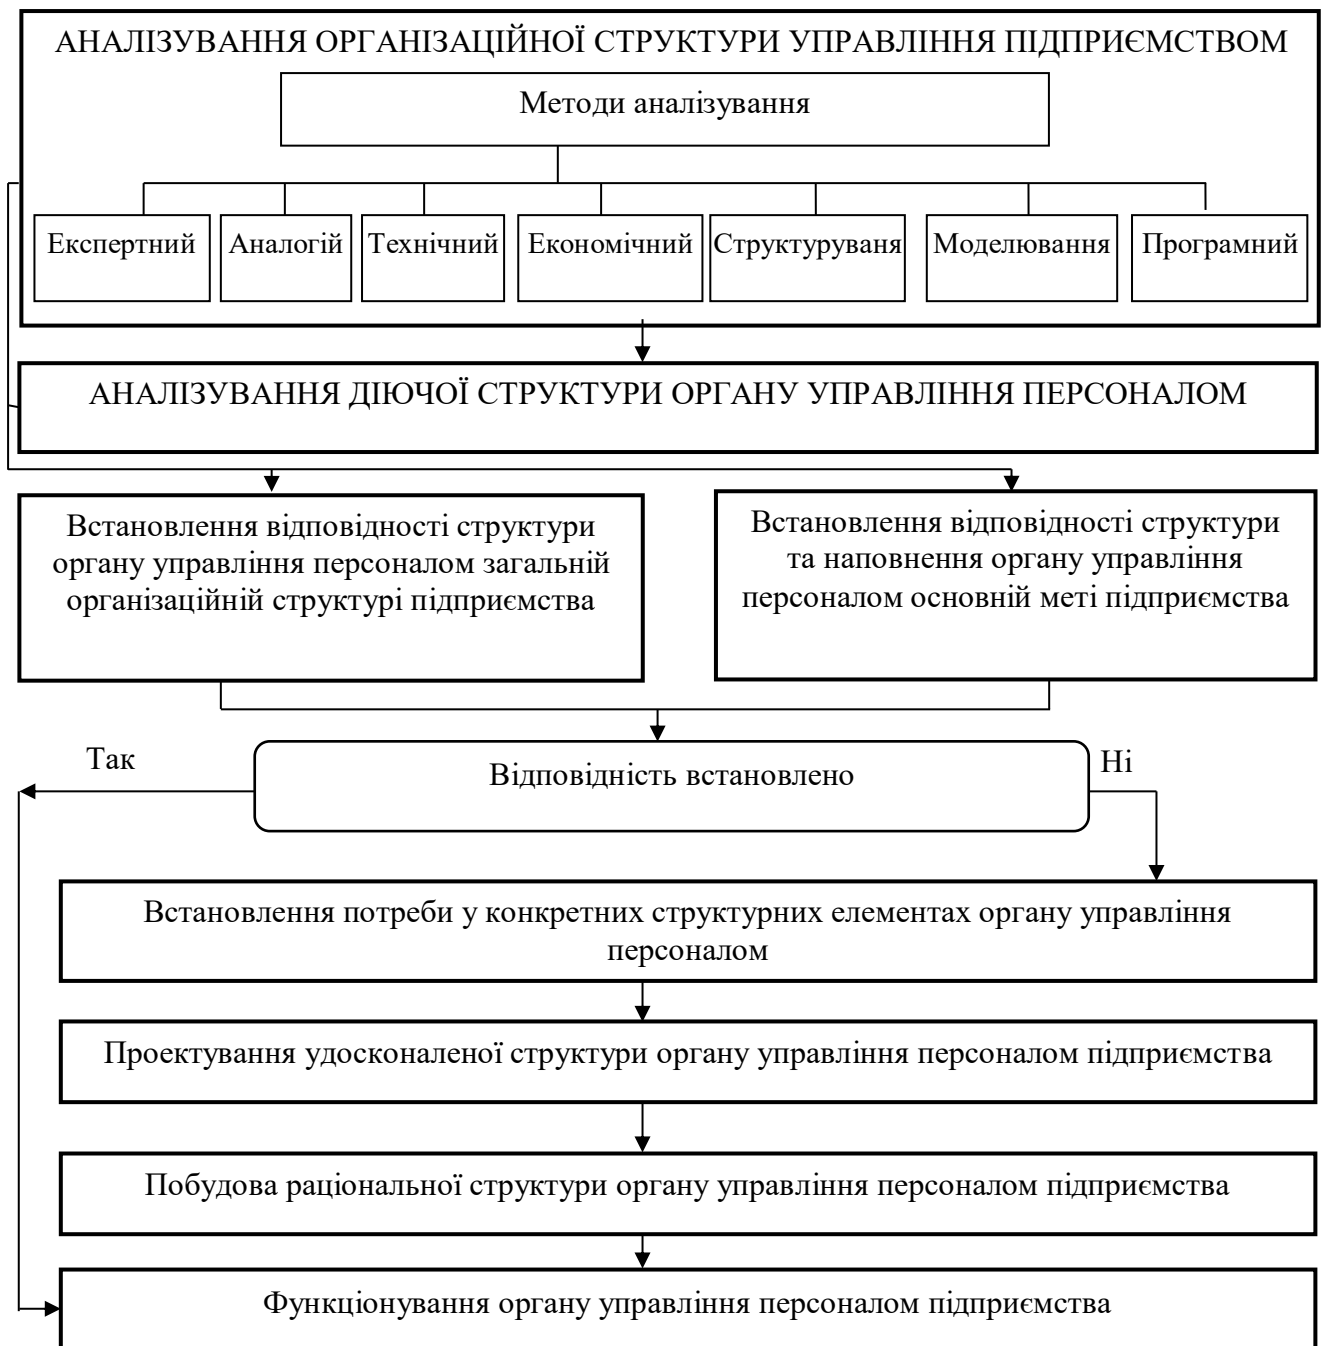 АНАЛІЗУВАННЯ ОРГАНІЗАЦІЙНОЇ СТРУКТУРИ УПРАВЛІННЯ ПІДПРИЄМСТВОМ
Методи аналізування
Експертний
Аналогій
Технічний
Економічний
Структуруваня
Моделювання
Програмний
АНАЛІЗУВАННЯ ДІЮЧОЇ СТРУКТУРИ ОРГАНУ УПРАВЛІННЯ ПЕРСОНАЛОМ
Встановлення відповідності структури
органу управління персоналом загальній
організаційній структурі підприємства
Встановлення відповідності структури
та наповнення органу управління
персоналом основній меті підприємства
Так
Відповідність встановлено
Ні
Встановлення потреби у конкретних структурних елементах органу управління
персоналом
Проектування удосконаленої структури органу управління персоналом підприємства
Побудова раціональної структури органу управління персоналом підприємства
Функціонування органу управління персоналом підприємства